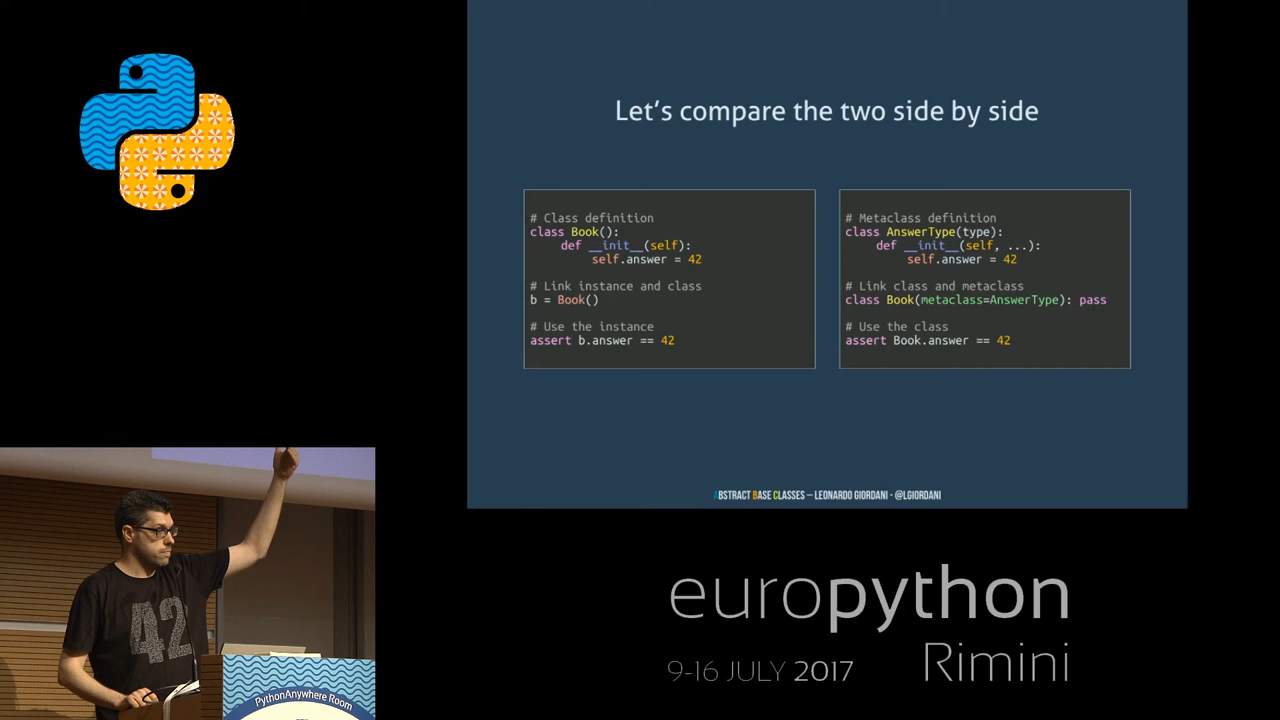 Let's compare the two side by side
# Class definition
class Book():
    def __init__(self):
        self.answer = 42
# Link instance and class
b = Book()
# Use the instance
assert b.answer == 42
# Metaclass definition
class AnswerType(type):
    def __init__(self, ...):
        self.answer = 42
# Link class and metaclass
class Book(metaclass=AnswerType): pass
# Use the class
assert Book.answer == 42
ABSTRACT BASE CLASSES – LEONARDO GIORDANI - @LGIORDANI
42
PythonAnywhere Room
europython
9-16 JULY 2017
Rimini